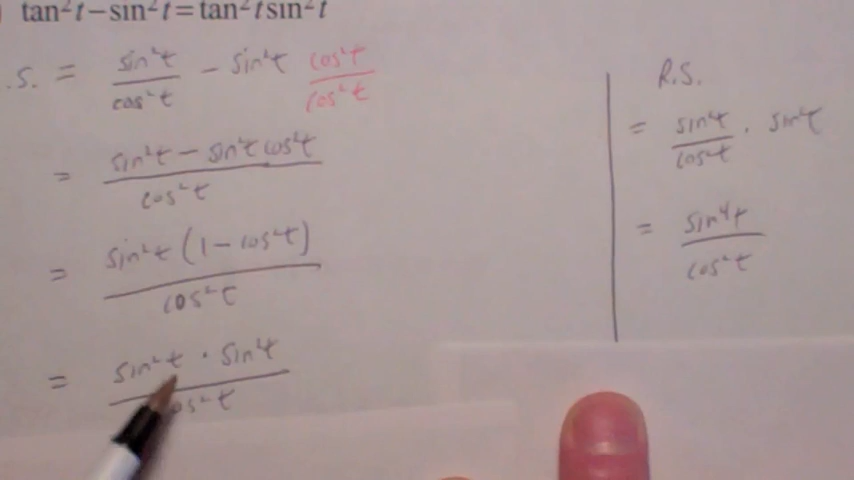 tan²t−sin²t=tan²t sin²t
.S. = sin²t/cos²t − sin²t cos²t/cos²t
= sin²t − sin²t cos²t / cos²t
= sin²t (1 − cos²t) / cos²t
= sin²t · sin²t / cos²t
R.S.
= sin²t/cos²t · sin²t
= sin⁴t/cos²t